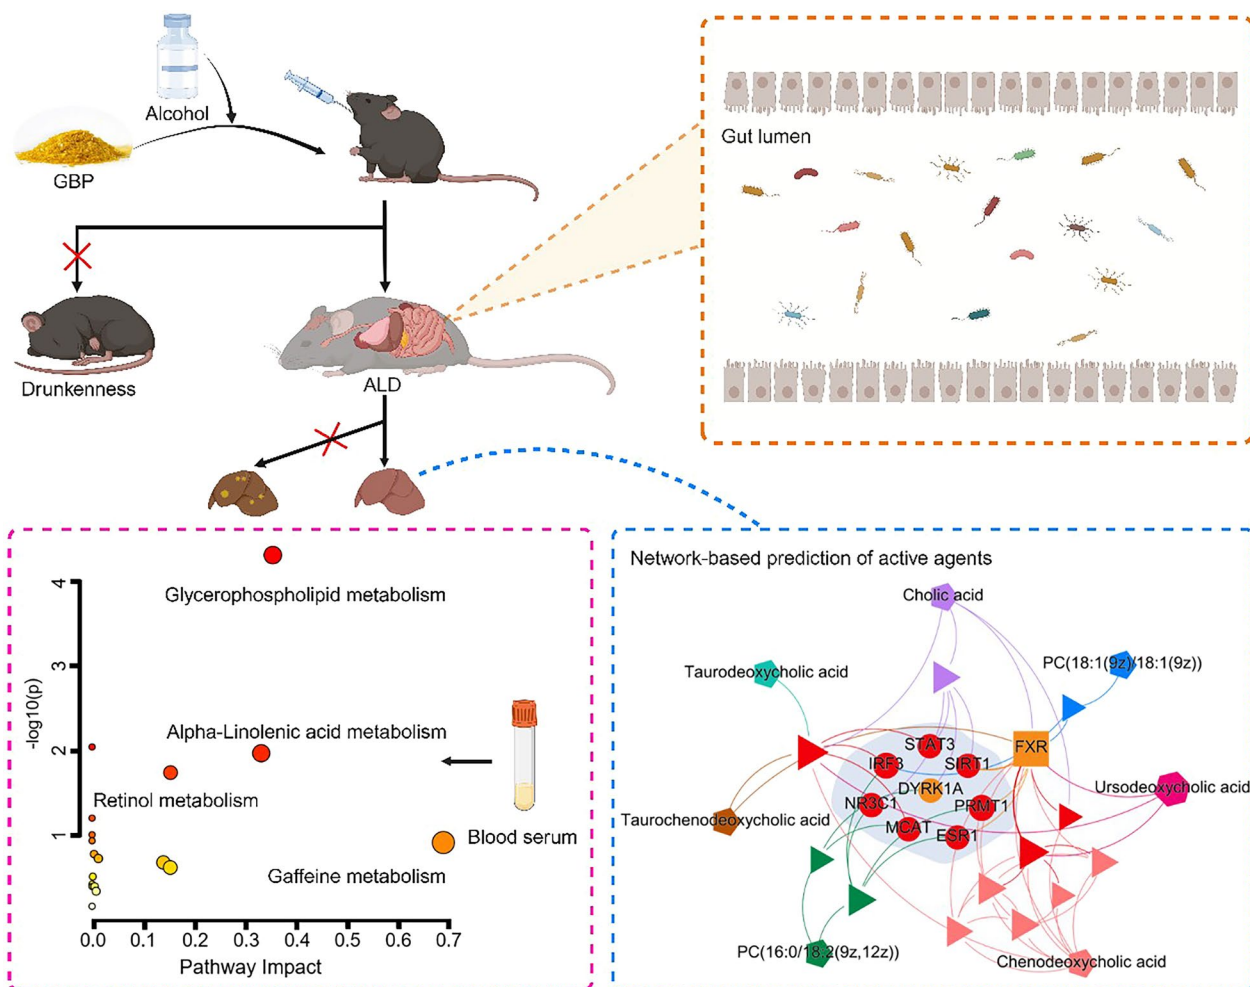 Alcohol
GBP
Gut lumen
Drunkenness
ALD
4
3
2
1
-log10(p)
Glycerophospholipid metabolism
Alpha-Linolenic acid metabolism
Retinol metabolism
Gaffeine metabolism
Blood serum
0.0 0.1 0.2 0.3 0.4 0.5 0.6 0.7
Pathway Impact
Network-based prediction of active agents
Cholic acid
Taurodeoxycholic acid
PC(18:1(9z)/18:1(9z))
STAT3
FXR
IRF3
SIRT1
DYRK1A
Ursodeoxycholic acid
NR3C1
PRMT1
Taurochenodeoxycholic acid
MCAT
ESR1
PC(16:0/18:2(9z,12z))
Chenodeoxycholic acid